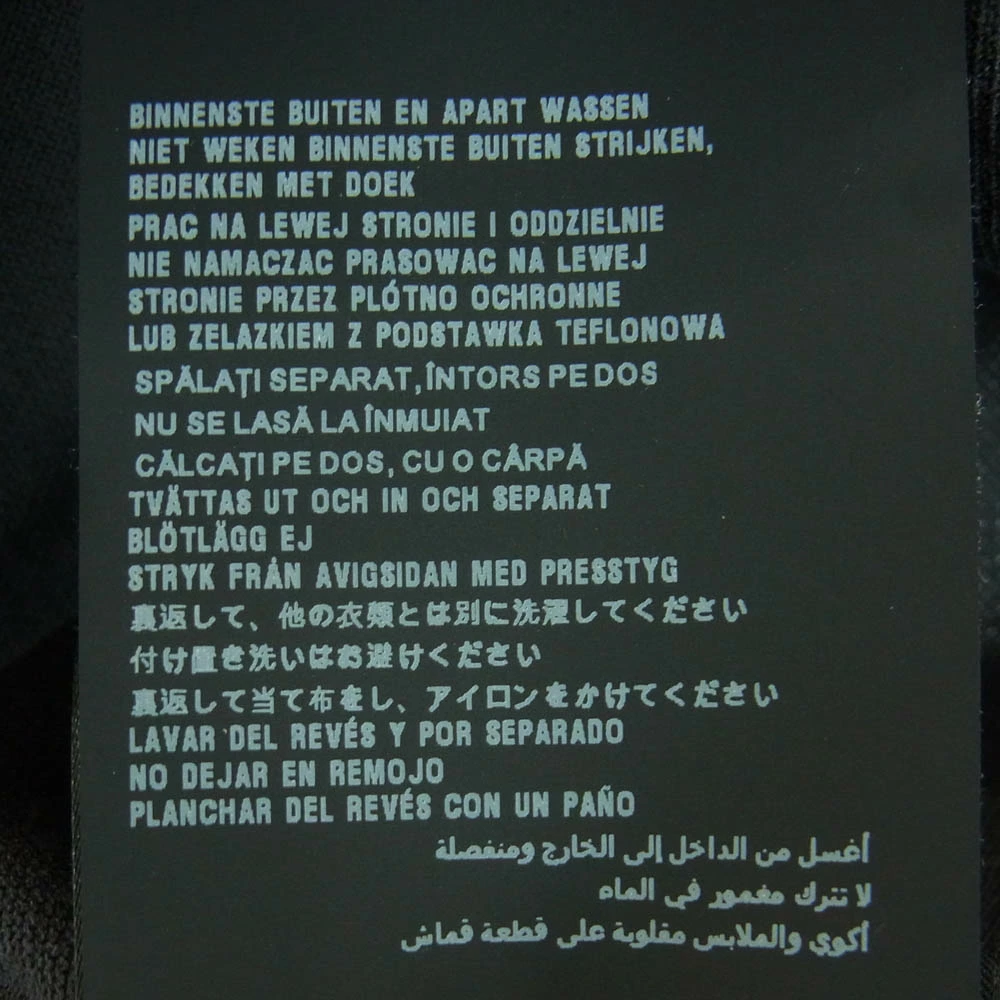 BINNENSTE BUITEN EN APART WASSEN
NIET WEKEN BINNENSTE BUITEN STRIJKEN,
BEDEKKEN MET DOEK
PRAC NA LEWEJ STRONIE I ODDZIELNIE
NIE NAMACZAC PRASOWAC NA LEWEJ
STRONIE PRZEZ PLÓTNO OCHRONNE
LUB ZELAZKIEM Z PODSTAWKA TEFLONOWA
SPĂLAȚI SEPARAT, ÎNTORS PE DOS
NU SE LASĂ LA ÎNMUIAT
CĂLCAȚI PE DOS, CU O CÂRPĂ
TVÄTTAS UT OCH IN OCH SEPARAT
BLÖTLÄGG EJ
STRYK FRÅN AVIGSIDAN MED PRESSTYG
裏返して、他の衣類とは別に洗濯してください
付け置き洗いはお避けください
裏返して当て布をし、アイロンをかけてください
LAVAR DEL REVÉS Y POR SEPARADO
NO DEJAR EN REMOJO
PLANCHAR DEL REVÉS CON UN PAÑO
أغسل من الداخل إلى الخارج ومنفصلة
لا تترك مغمور في الماء
أكوي والملابس مقلوبة على قطعة قماش